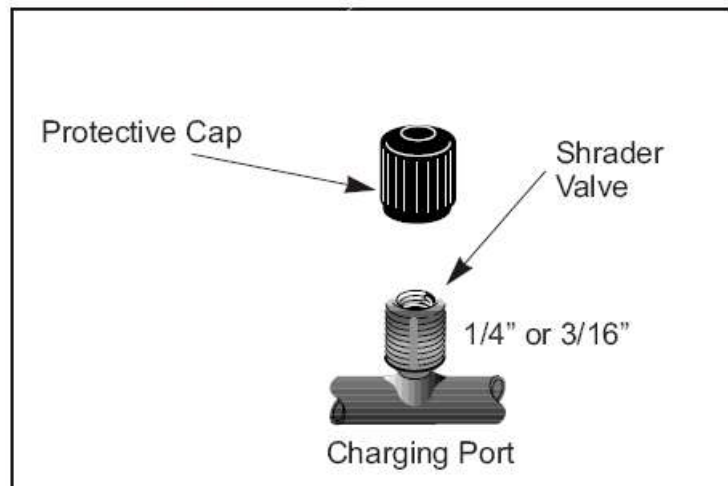 Protective Cap
Shrader
Valve
1/4” or 3/16”
Charging Port